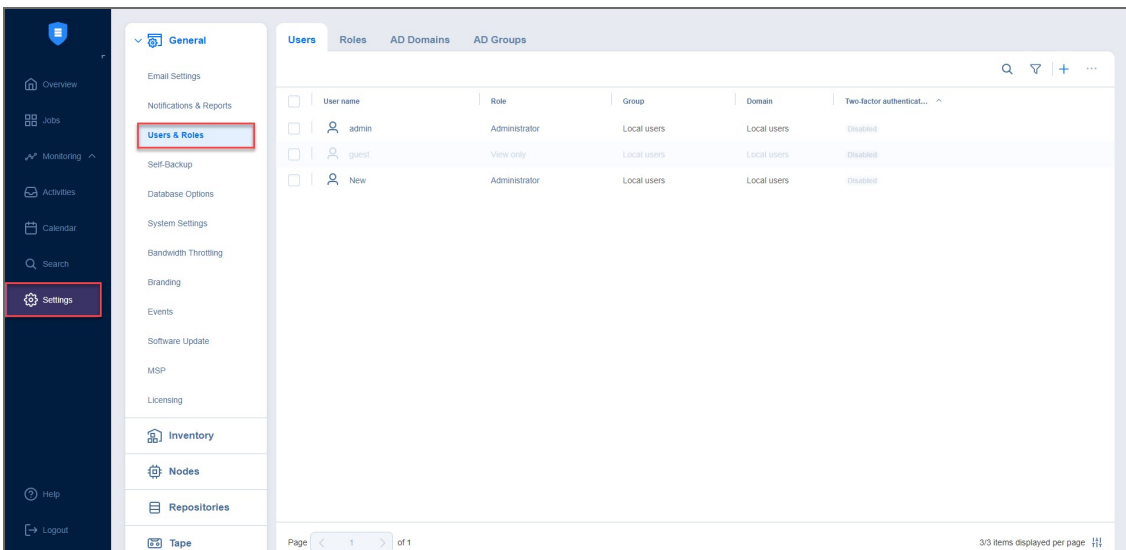 Overview
Jobs
Monitoring
Activities
Calendar
Search
Settings
Help
Logout
General
Email Settings
Notifications & Reports
Users & Roles
Self-Backup
Database Options
System Settings
Bandwidth Throttling
Branding
Events
Software Update
MSP
Licensing
Inventory
Nodes
Repositories
Tape
Users Roles AD Domains AD Groups
User name Role Group Domain Two-factor authenticat...
admin Administrator Local users Local users Disabled
guest View only Local users Local users Disabled
New Administrator Local users Local users Disabled
Page 1 of 1 3/3 items displayed per page